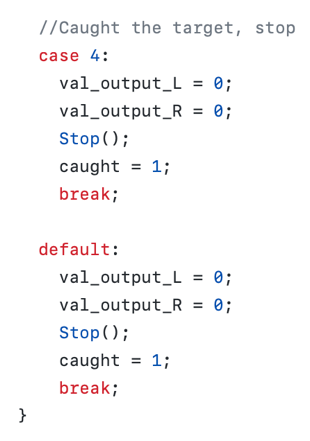 //Caught the target, stop
case 4:
val_output_L = 0;
val_output_R = 0;
Stop();
caught = 1;
break;
default:
val_output_L = 0;
val_output_R = 0;
Stop();
caught = 1;
break;
}